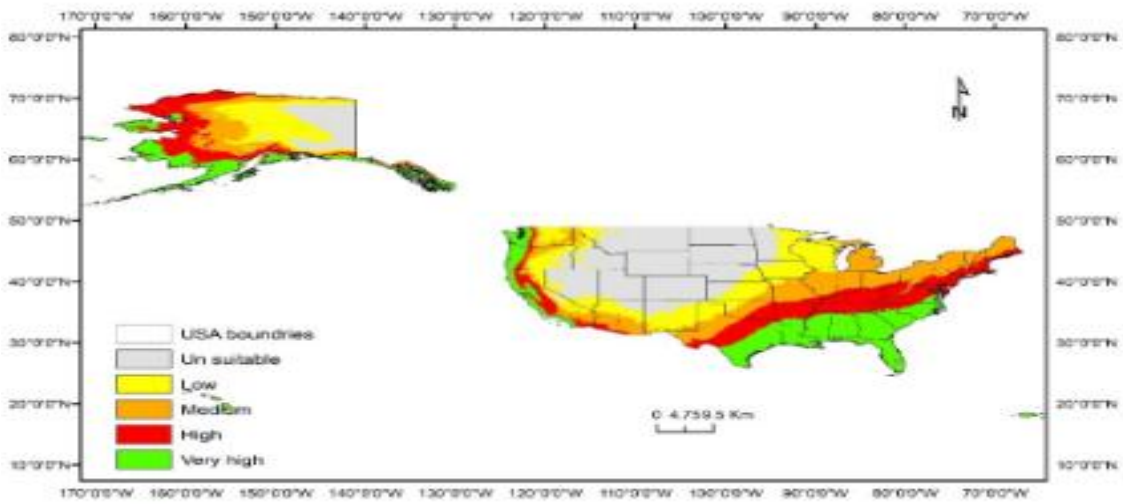 170°0'0"W 160°0'0"W 150°0'0"W 140°0'0"W 130°0'0"W 120°0'0"W 110°0'0"W 100°0'0"W 90°0'0"W 80°0'0"W 70°0'0"W
80°0'0"N 80°0'0"N
N
70°0'0"N 70°0'0"N
60°0'0"N 60°0'0"N
50°0'0"N 50°0'0"N
40°0'0"N 40°0'0"N
30°0'0"N 30°0'0"N
20°0'0"N 20°0'0"N
10°0'0"N 10°0'0"N
USA boundries
Un suitable
Low
Medium
High
Very high
0 4.759.5 Km
170°0'0"W 160°0'0"W 150°0'0"W 140°0'0"W 130°0'0"W 120°0'0"W 110°0'0"W 100°0'0"W 90°0'0"W 80°0'0"W 70°0'0"W